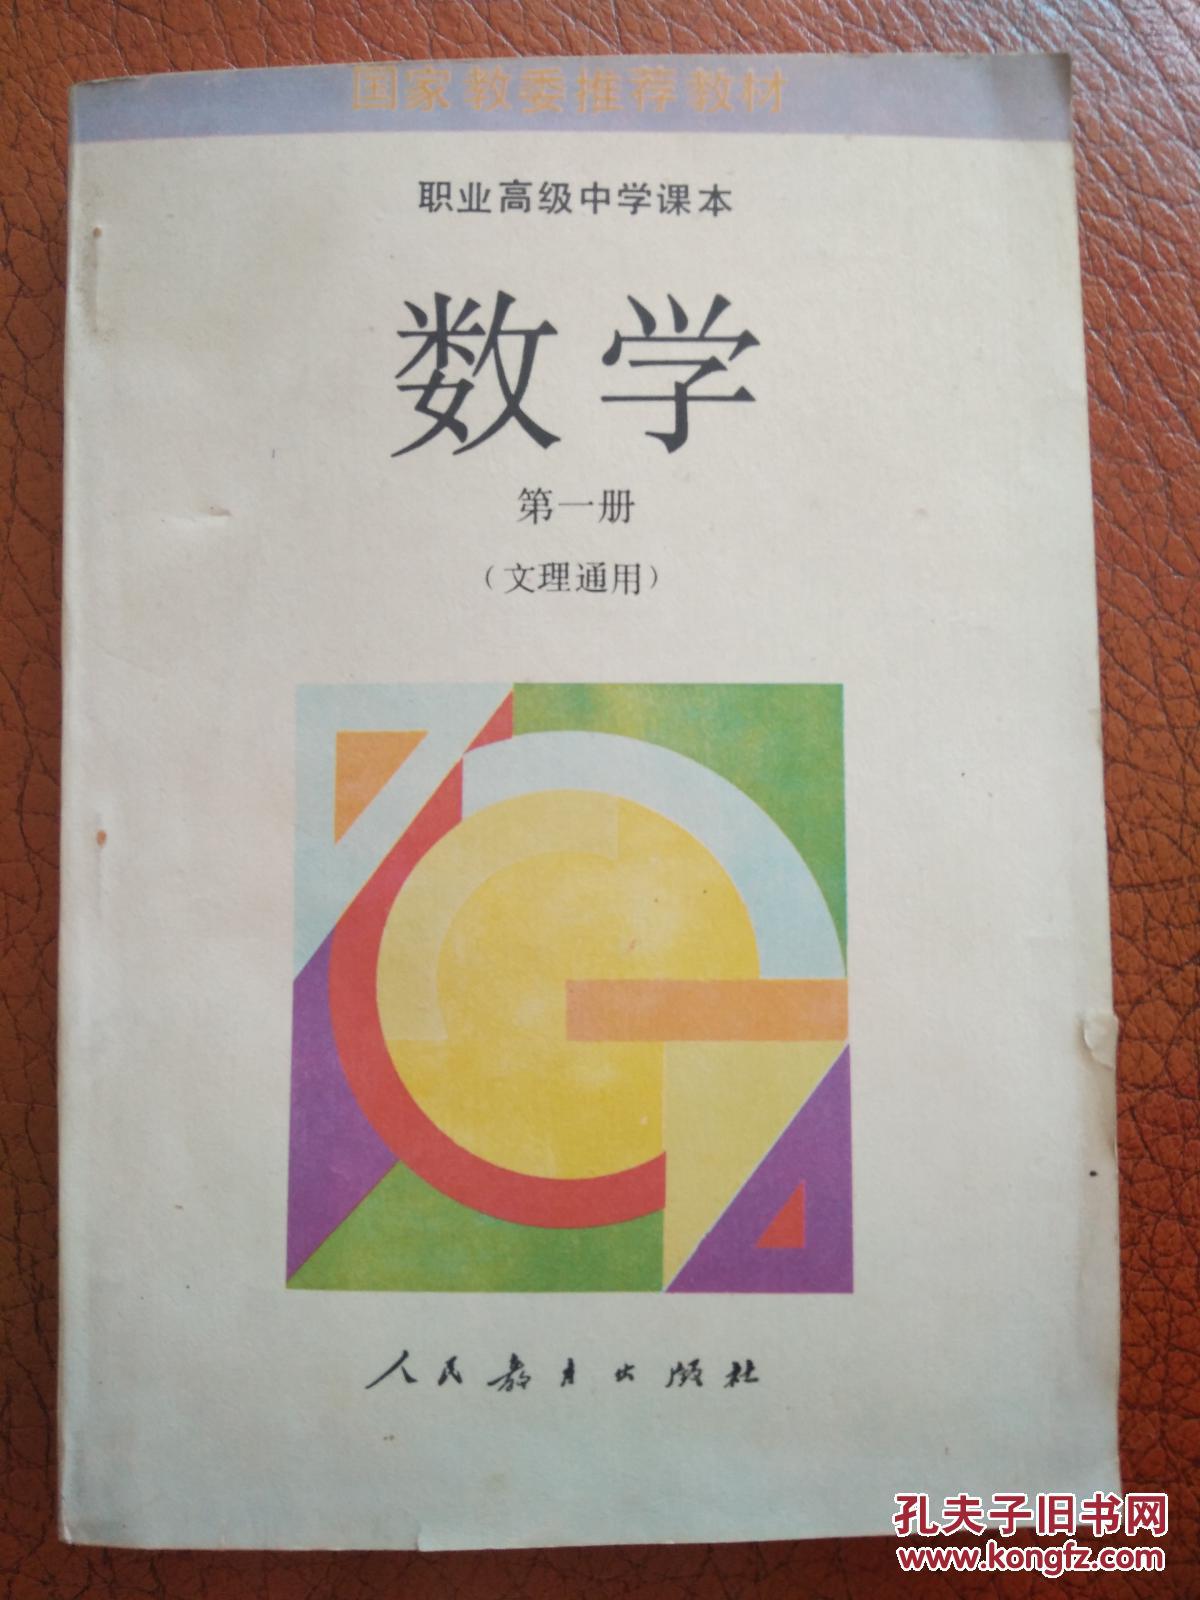 国家教委推荐教材
职业高级中学课本
数学
第一册
（文理通用）
人民教育出版社
孔夫子旧书网
www.kongfz.com